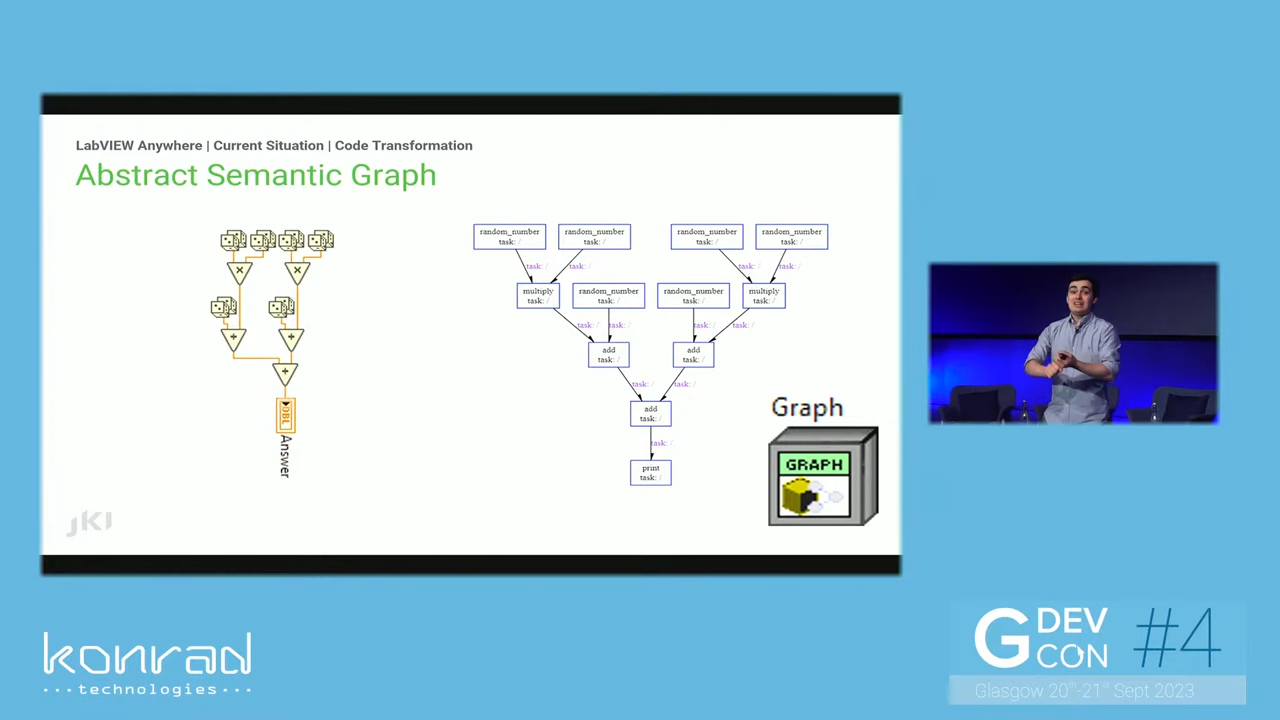 LabVIEW Anywhere | Current Situation | Code Transformation
Abstract Semantic Graph
random_number
task: /
random_number
task: /
random_number
task: /
random_number
task: /
task: /
task: /
task: /
task: /
multiply
task: /
random_number
task: /
random_number
task: /
multiply
task: /
task: /
task: /
task: /
task: /
add
task: /
add
task: /
task: /
task: /
add
task: /
task: /
print
task: /
DBL
Answer
Graph
GRAPH
JKI
konrad
...technologies...
G DEV CON #4
Glasgow 20th-21st Sept 2023